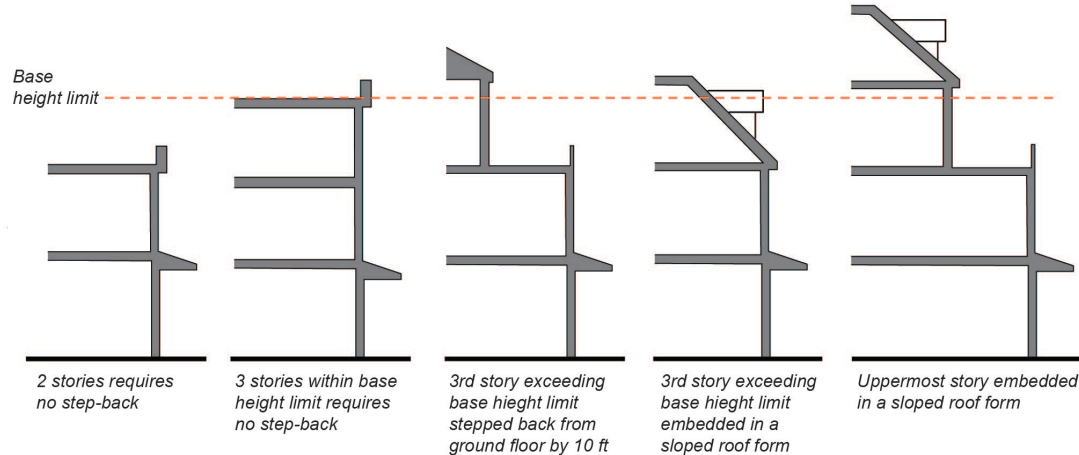 Base
height limit
2 stories requires
no step-back
3 stories within base
height limit requires
no step-back
3rd story exceeding
base hieght limit
stepped back from
ground floor by 10 ft
3rd story exceeding
base hieght limit
embedded in a
sloped roof form
Uppermost story embedded
in a sloped roof form